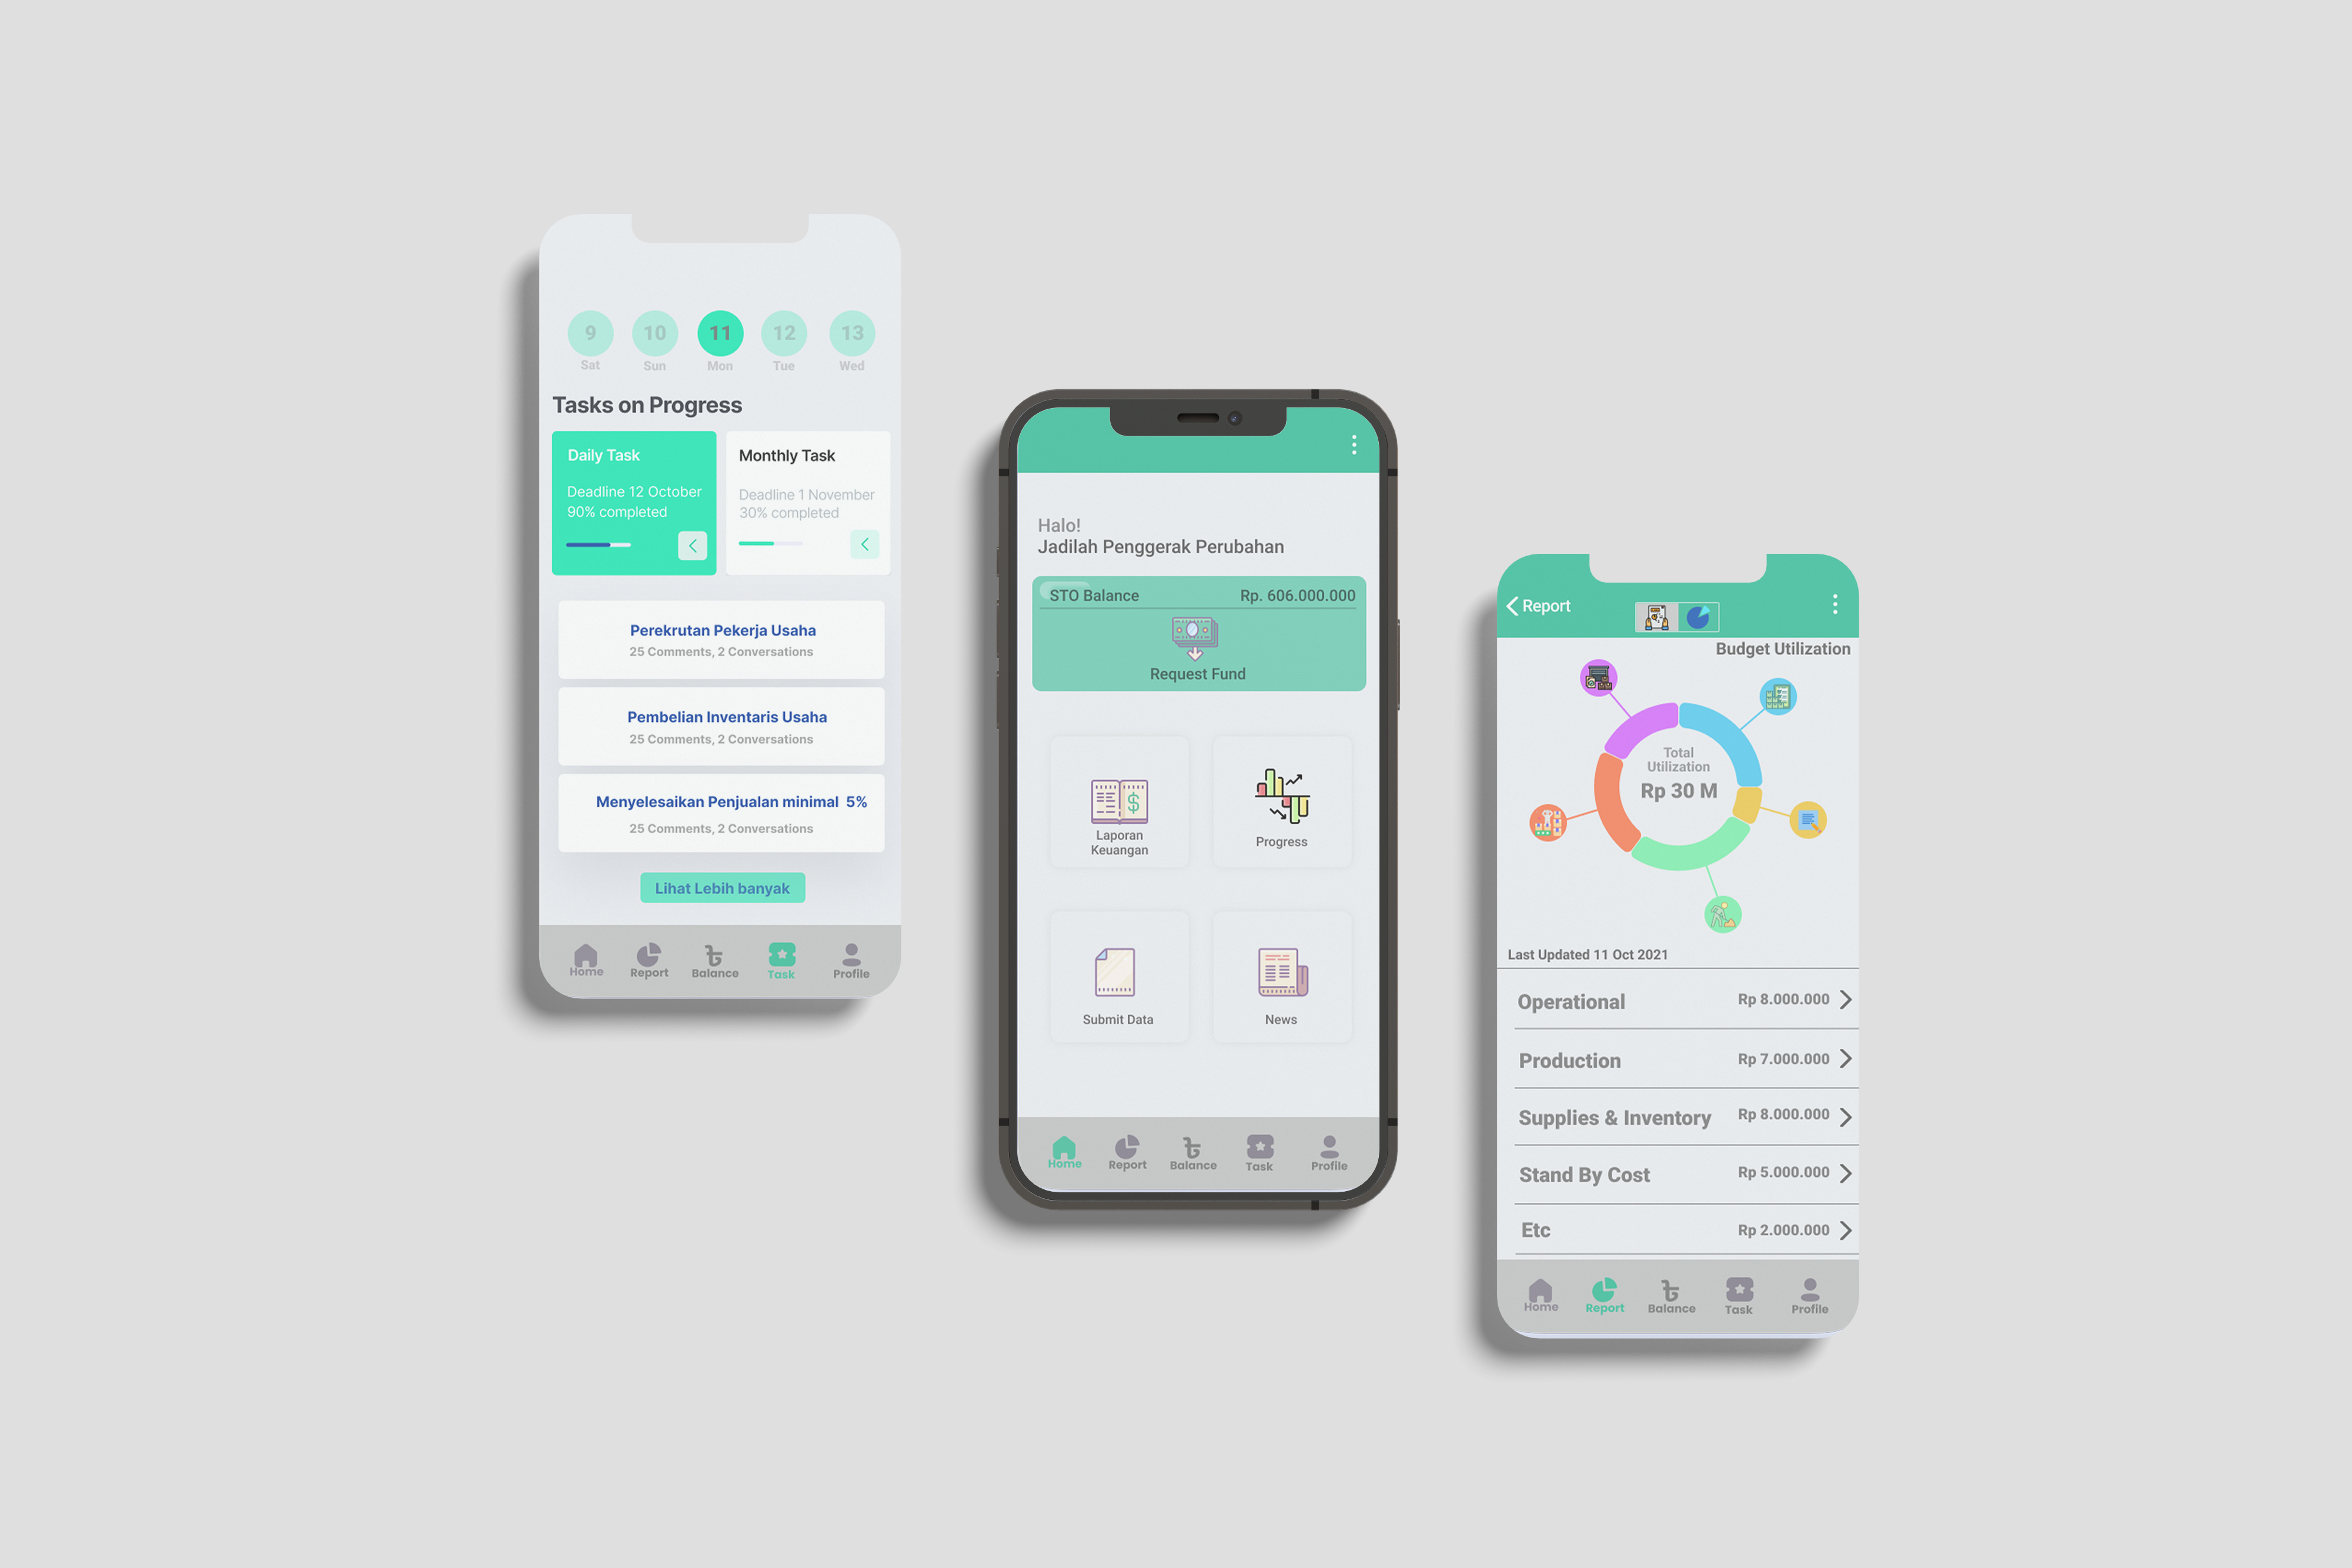 9 10 11 12 13
Sat Sun Mon Tue Wed
Tasks on Progress
Daily Task
Deadline 12 October
90% completed
Monthly Task
Deadline 1 November
30% completed
Perekrutan Pekerja Usaha
25 Comments, 2 Conversations
Pembelian Inventaris Usaha
25 Comments, 2 Conversations
Menyelesaikan Penjualan minimal 5%
25 Comments, 2 Conversations
Lihat Lebih banyak
Home Report Balance Task Profile
Halo!
Jadilah Penggerak Perubahan
STO Balance Rp. 606.000.000
Request Fund
Laporan
Keuangan
Progress
Submit Data
News
Home Report Balance Task Profile
Report
Budget Utilization
Total
Utilization
Rp 30 M
Last Updated 11 Oct 2021
Operational Rp 8.000.000
Production Rp 7.000.000
Supplies & Inventory Rp 8.000.000
Stand By Cost Rp 5.000.000
Etc Rp 2.000.000
Home Report Balance Task Profile